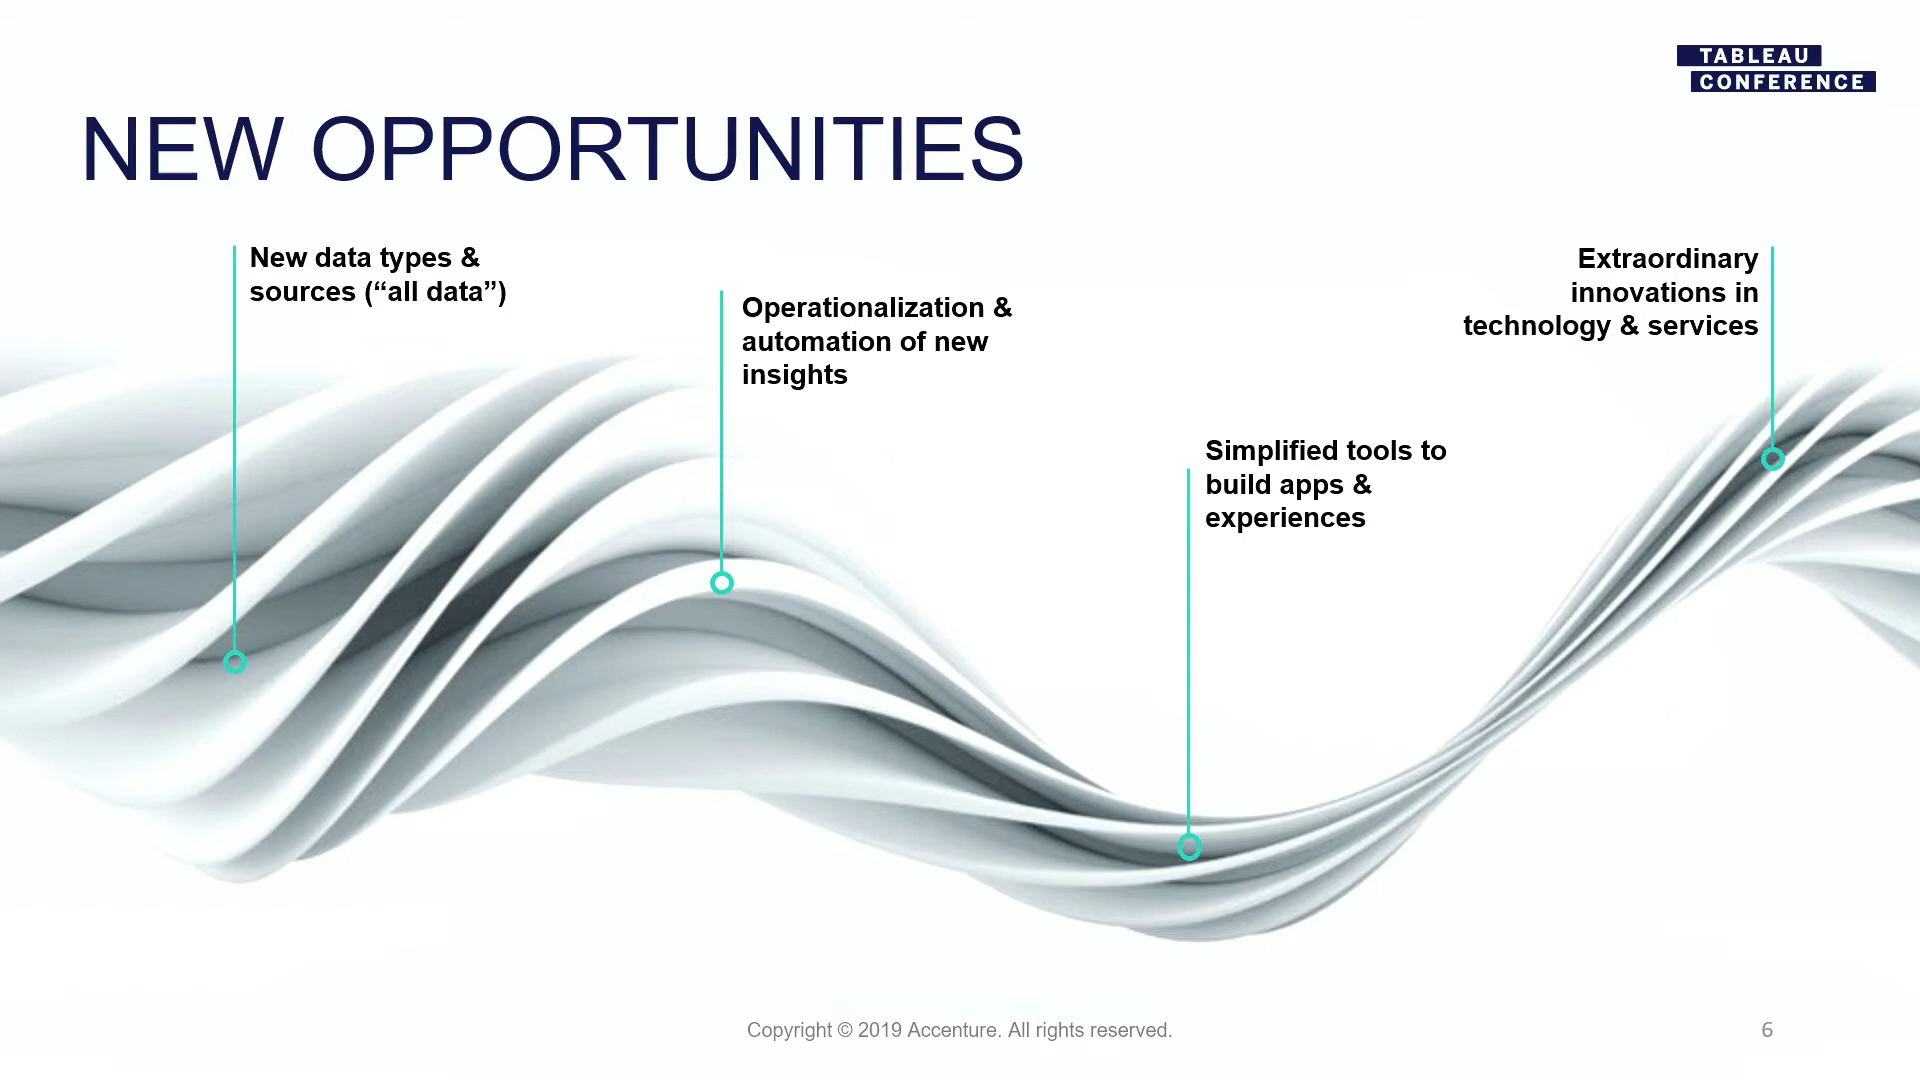 TABLEAU
CONFERENCE
NEW OPPORTUNITIES
New data types &
sources (“all data”)
Operationalization &
automation of new
insights
Simplified tools to
build apps &
experiences
Extraordinary
innovations in
technology & services
Copyright © 2019 Accenture. All rights reserved.
6